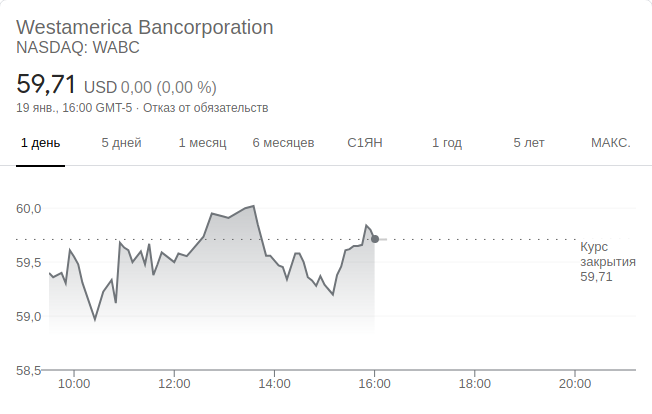 Westamerica Bancorporation
NASDAQ: WABC
59,71 USD 0,00 (0,00 %)
19 янв., 16:00 GMT-5 · Отказ от обязательств
1 день 5 дней 1 месяц 6 месяцев С1ЯН 1 год 5 лет МАКС.
60,0
59,5
59,0
58,5
Курс
закрытия
59,71
10:00 12:00 14:00 16:00 18:00 20:00